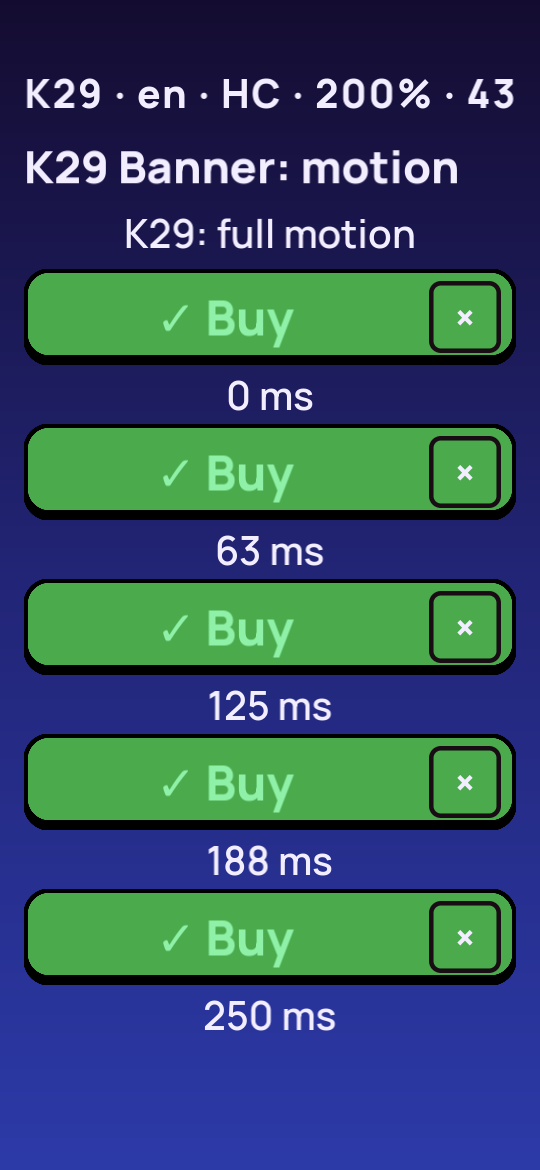 K29 · en · HC · 200% · 43
K29 Banner: motion
K29: full motion
✓ Buy ×
0 ms
✓ Buy ×
63 ms
✓ Buy ×
125 ms
✓ Buy ×
188 ms
✓ Buy ×
250 ms